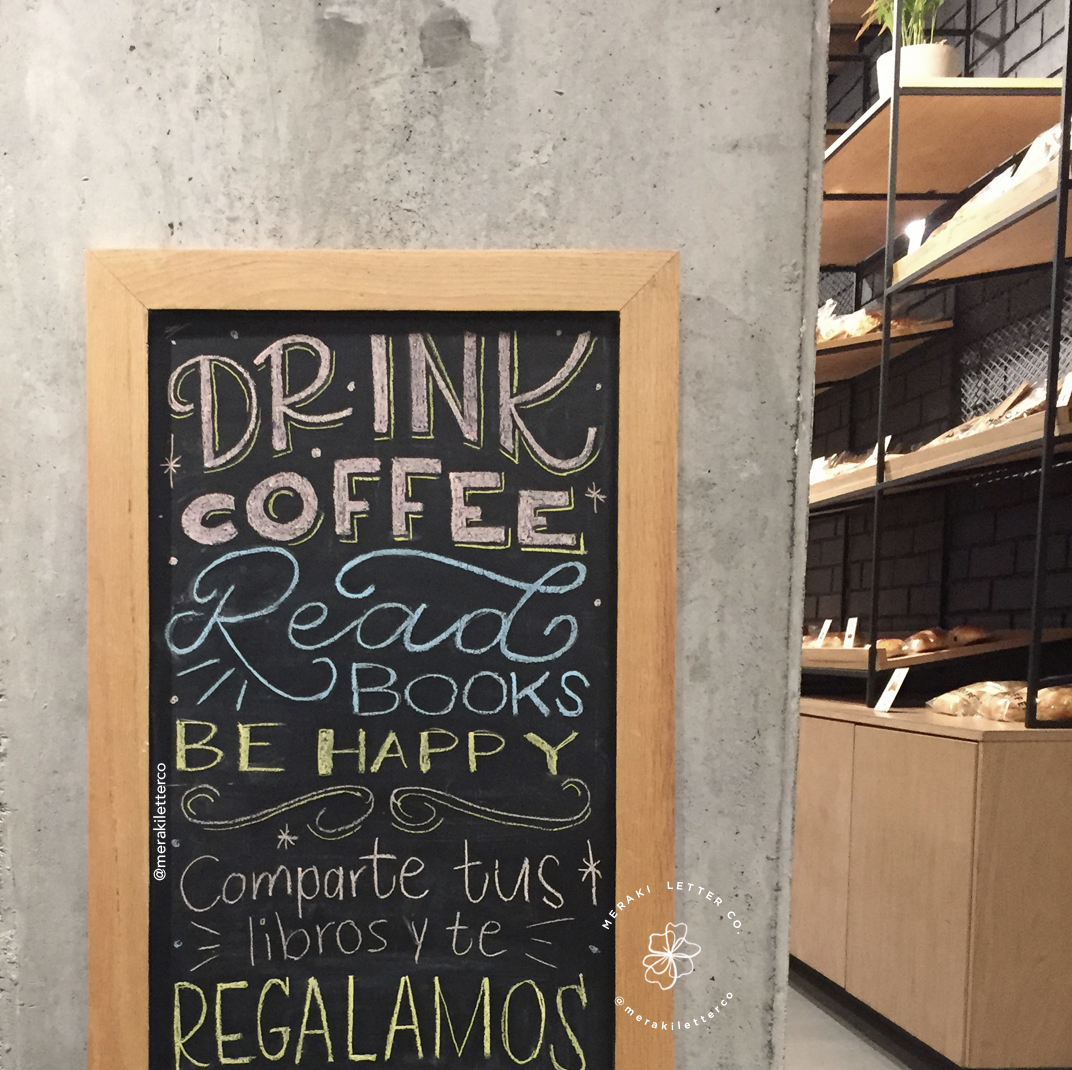 DRINK
COFFEE
Read
BOOKS
BE HAPPY
Comparte tus
libros y te
REGALAMOS
@merakiletterco
MERAKI LETTER CO.
@merakiletterco